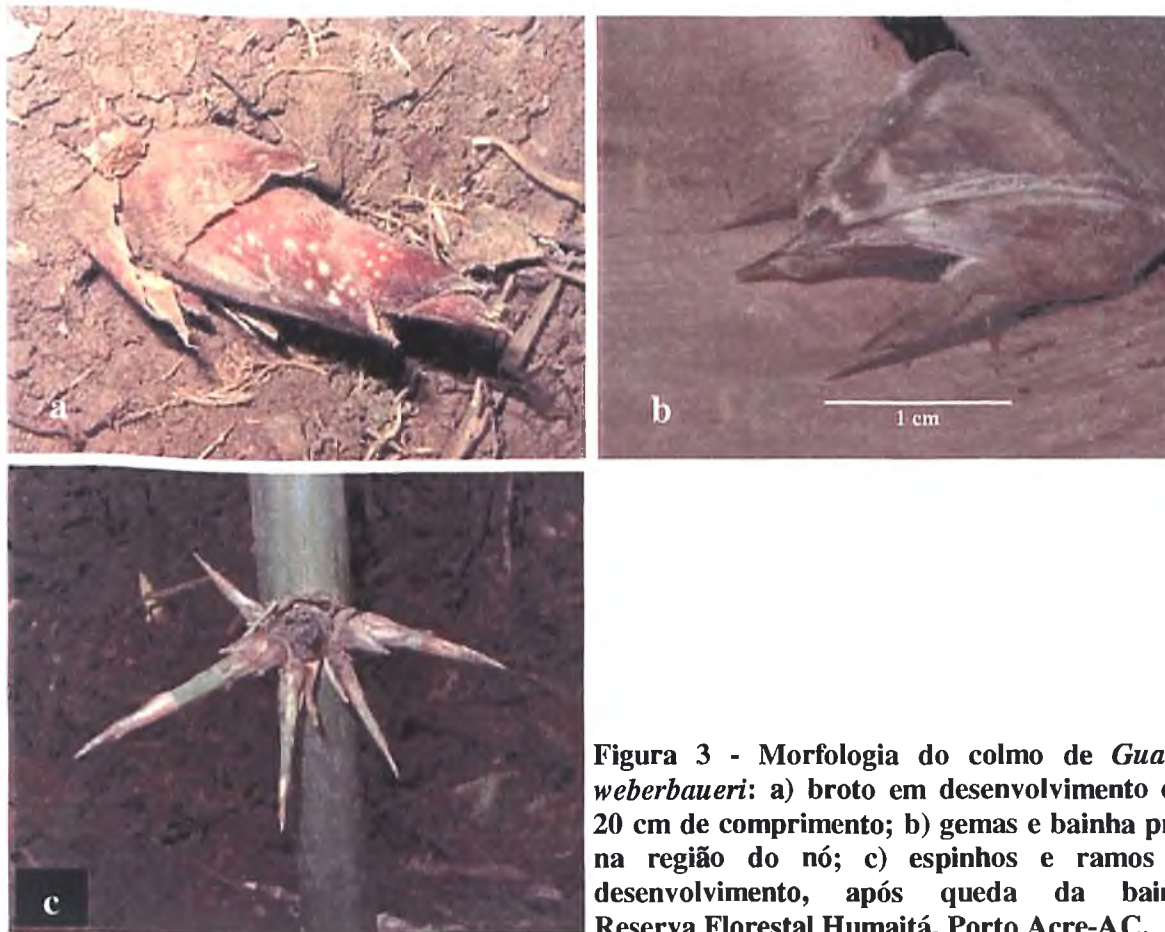 a
b
1 cm
c
Figura 3 - Morfologia do colmo de
weberbaueri: a) broto em desenvolvimento
20 cm de comprimento; b) gemas e bainha
na região do nó; c) espinhos e ramos
desenvolvimento, após queda da
Reserva Florestal Humaitá, Porto Acre-AC.